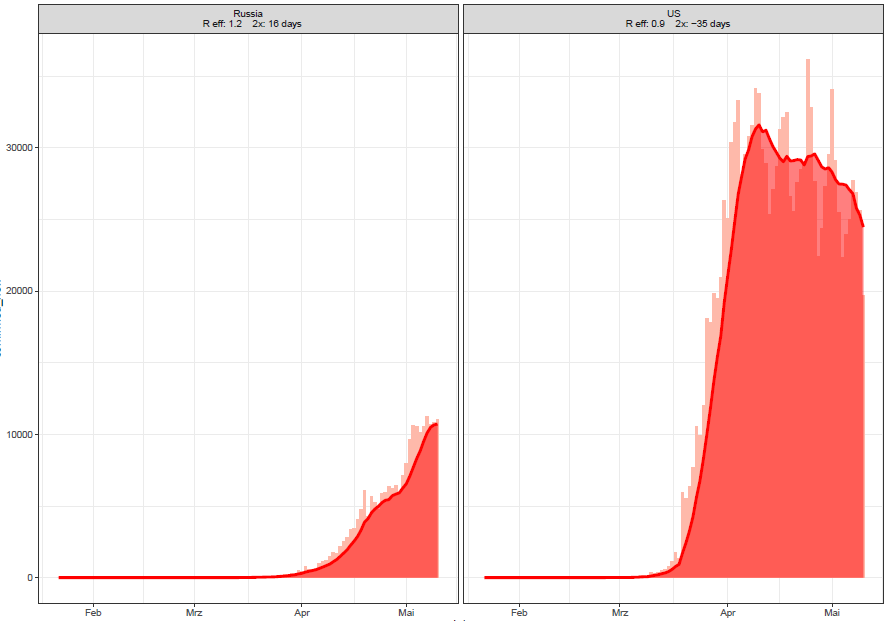 Russia
R eff: 1.2 2x: 16 days
US
R eff: 0.9 2x: −35 days
30000
20000
10000
0
Feb
Mrz
Apr
Mai
Feb
Mrz
Apr
Mai